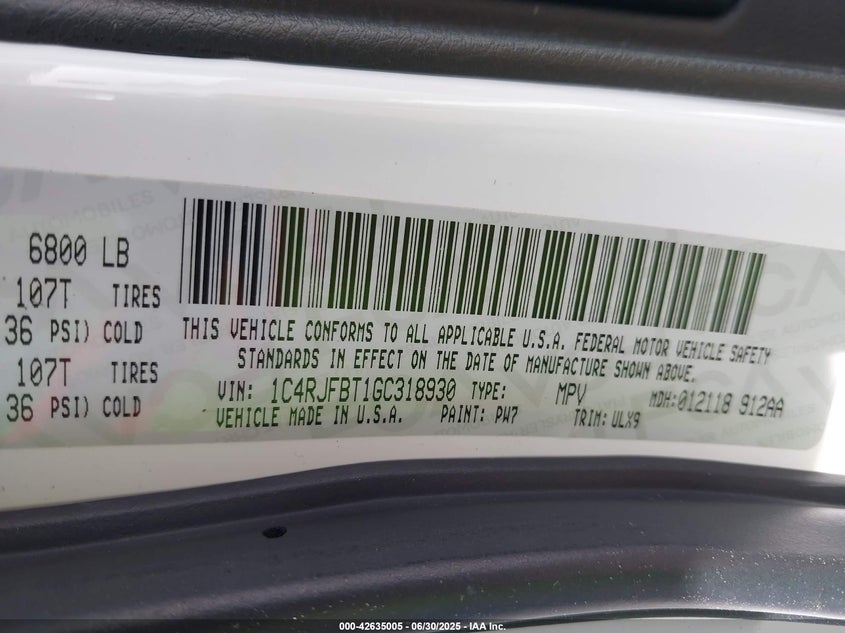 6800 LB
107T TIRES
36 PSI) COLD
107T TIRES
36 PSI) COLD
THIS VEHICLE CONFORMS TO ALL APPLICABLE U.S.A. FEDERAL MOTOR VEHICLE SAFETY
STANDARDS IN EFFECT ON THE DATE OF MANUFACTURE SHOWN ABOVE.
VIN: 1C4RJFBT1GC318930 TYPE: MPV MDH:012118 912AA
VEHICLE MADE IN U.S.A. PAINT: PW7 TRIM: ULX9
000-42635005 - 06/30/2025 - IAA Inc.